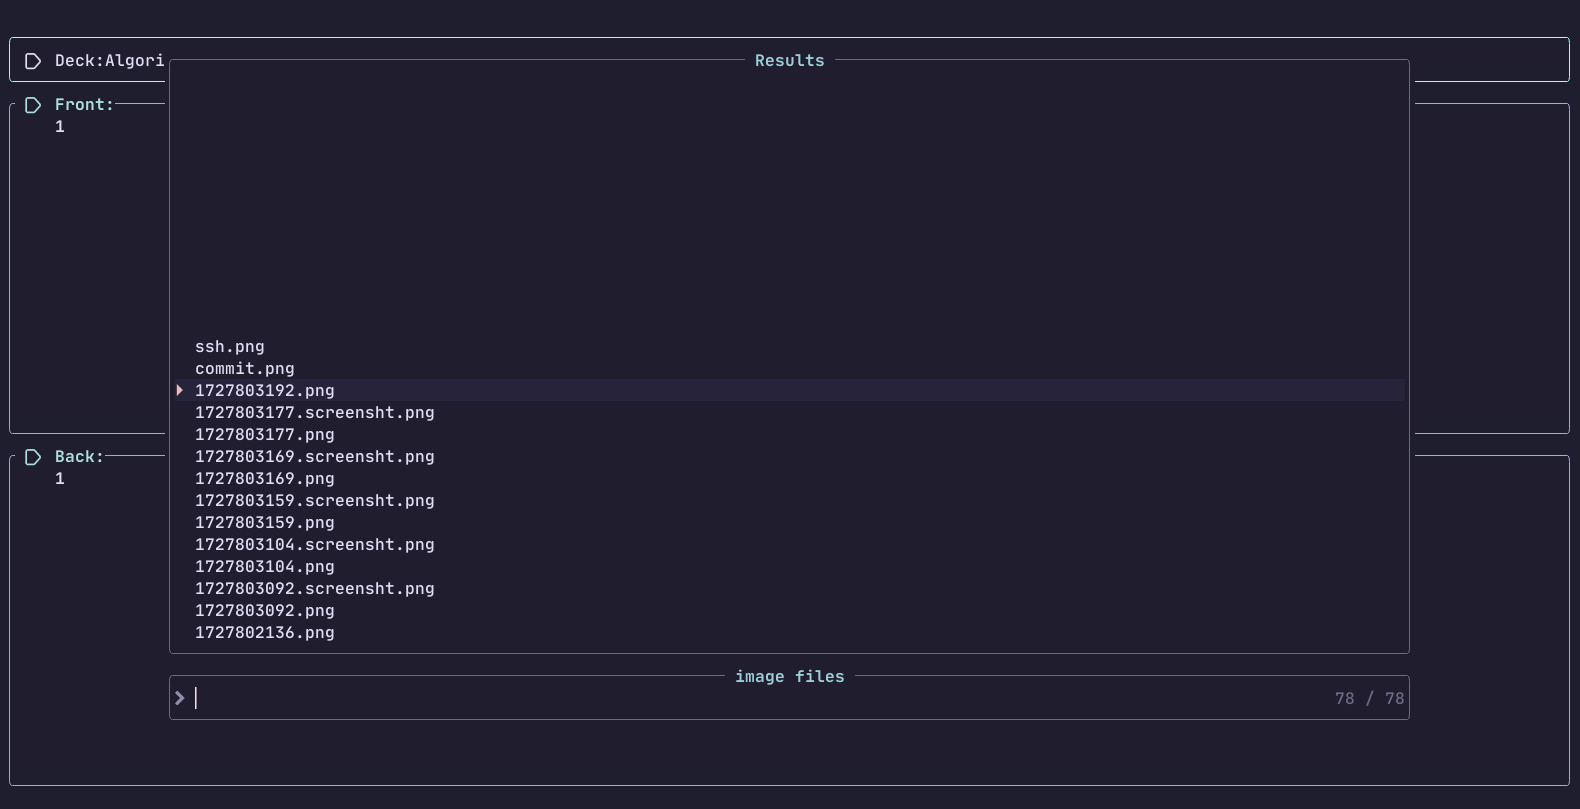 Deck:Algori
Results
Front:
1
ssh.png
commit.png
1727803192.png
1727803177.screensht.png
1727803177.png
1727803169.screensht.png
1727803169.png
1727803159.screensht.png
1727803159.png
1727803104.screensht.png
1727803104.png
1727803092.screensht.png
1727803092.png
1727802136.png
Back:
1
image files
78 / 78